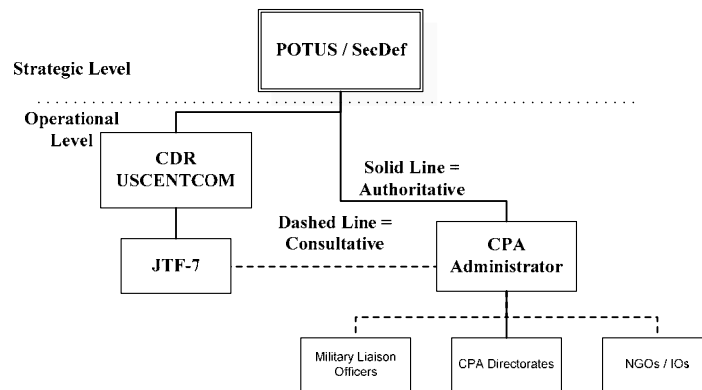 POTUS / SecDef
Strategic Level
Operational
Level
CDR
USCENTCOM
Solid Line =
Authoritative
Dashed Line =
Consultative
JTF-7
CPA
Administrator
Military Liaison
Officers
CPA Directorates
NGOs / IOs